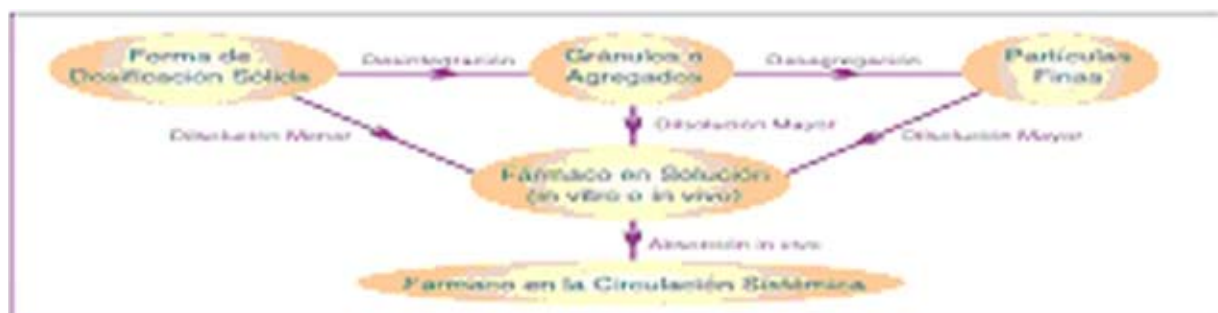 Forma de
Dosificación Sólida
Desintegración
Gránulos o
Agregados
Desagregación
Partículas
Finas
Disolución Menor
Disolución Mayor
Disolución Mayor
Fármaco en Solución
(in vitro o in vivo)
Absorción in vivo
Fármaco en la Circulación Sistémica